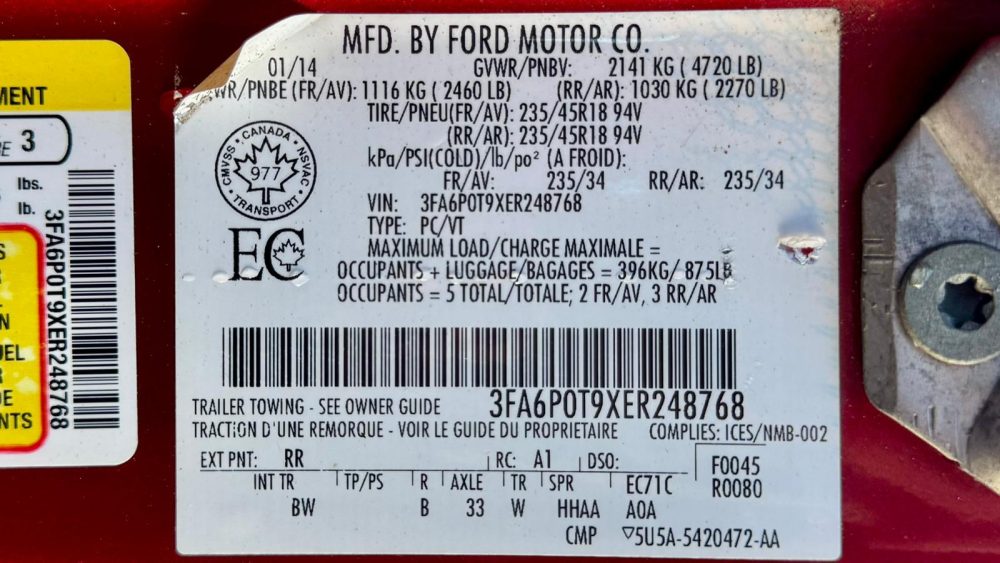 MENT
3
lbs.
lb.
3FA6P0T9XER248768
S
R
N
UEL
R
DE
NTS
MFD. BY FORD MOTOR CO.
01/14 GVWR/PNBV: 2141 KG ( 4720 LB)
WR/PNBE (FR/AV): 1116 KG ( 2460 LB) (RR/AR): 1030 KG ( 2270 LB)
TIRE/PNEU(FR/AV): 235/45R18 94V
(RR/AR): 235/45R18 94V
kPa/PSI(COLD)/lb/po² (A FROID):
FR/AV: 235/34 RR/AR: 235/34
VIN: 3FA6P0T9XER248768
TYPE: PC/VT
MAXIMUM LOAD/CHARGE MAXIMALE =
OCCUPANTS + LUGGAGE/BAGAGES = 396KG/ 875LB
OCCUPANTS = 5 TOTAL/TOTALE; 2 FR/AV, 3 RR/AR
CMVSS • CANADA • NSVAC • TRANSPORT •
977
EC
3FA6P0T9XER248768
TRAILER TOWING - SEE OWNER GUIDE
TRACTION D'UNE REMORQUE - VOIR LE GUIDE DU PROPRIETAIRE COMPLIES: ICES/NMB-002
EXT PNT: RR RC: A1 DSO: F0045
INT TR TP/PS R AXLE TR SPR EC71C R0080
BW B 33 W HHAA A0A
CMP ▽5U5A-5420472-AA